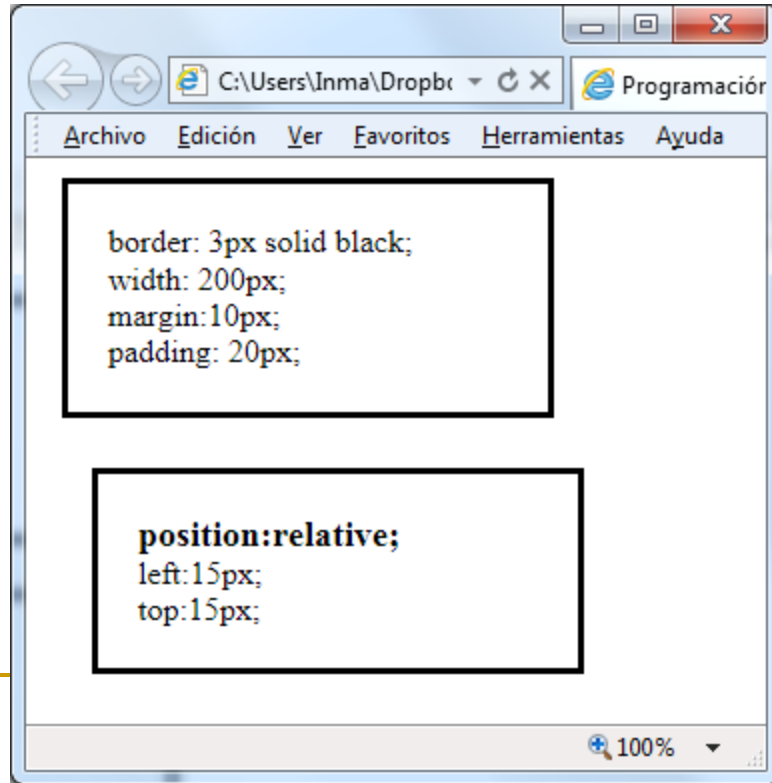 C:\Users\Inma\Dropbo
Programación
Archivo Edición Ver Favoritos Herramientas Ayuda
border: 3px solid black;
width: 200px;
margin:10px;
padding: 20px;
position:relative;
left:15px;
top:15px;
100%